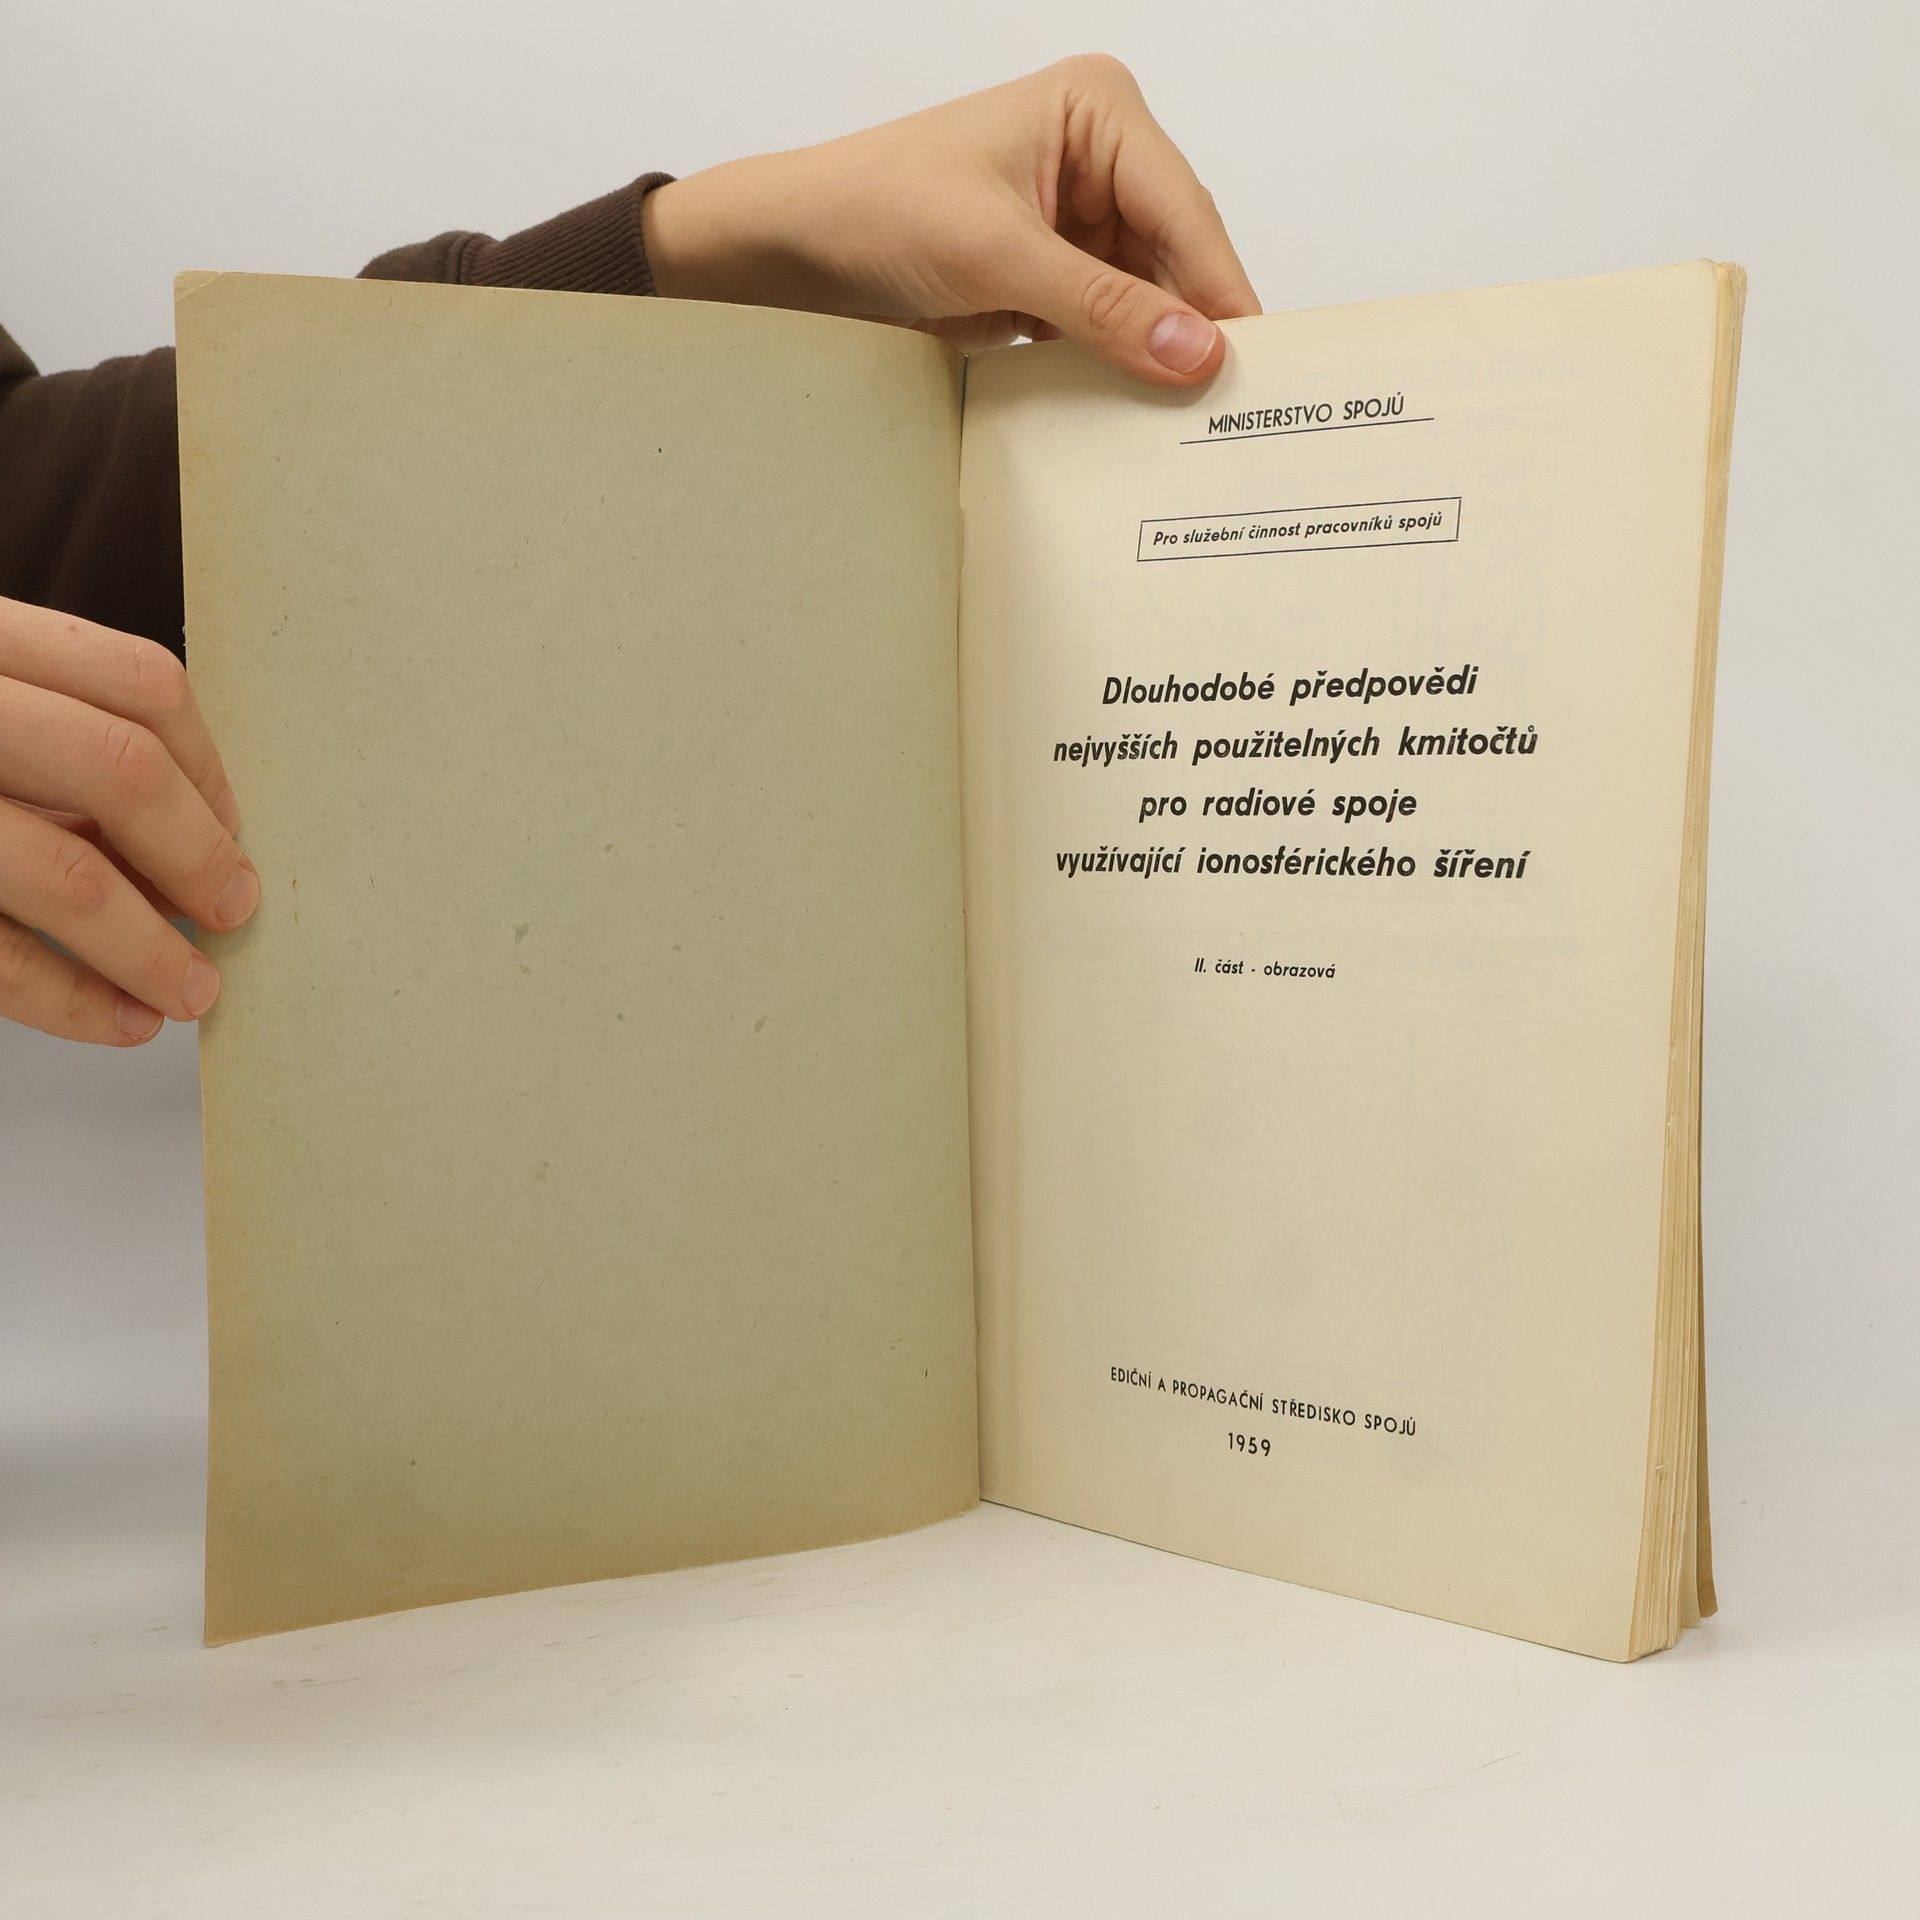 MINISTERSTVO SPOJŮ
Pro služební činnost pracovníků spojů
Dlouhodobé předpovědi
nejvyšších použitelných kmitočtů
pro radiové spoje
využívající ionosférického šíření
II. část - obrazová
EDIČNÍ A PROPAGAČNÍ STŘEDISKO SPOJŮ
1959